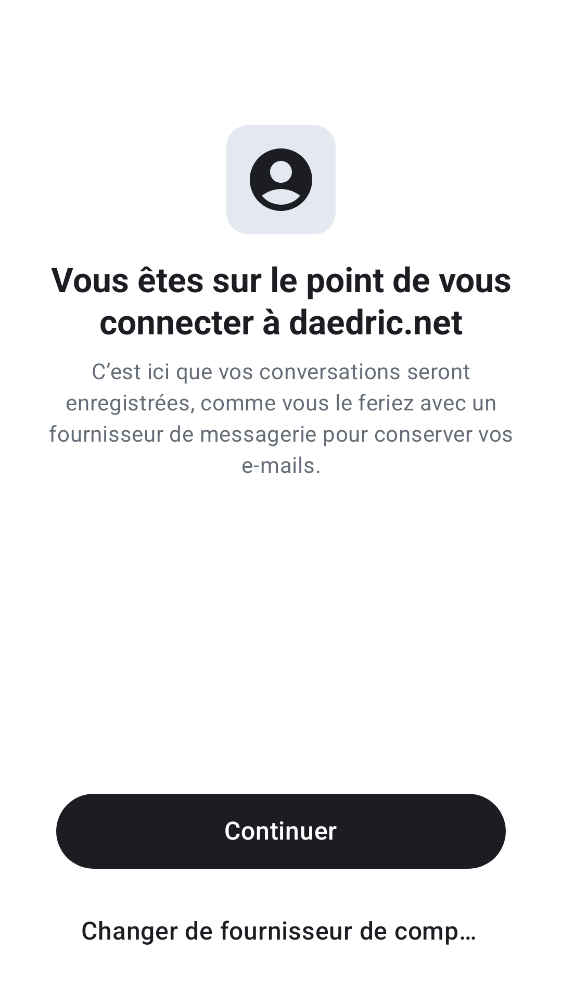 Vous êtes sur le point de vous
connecter à daedric.net
C’est ici que vos conversations seront
enregistrées, comme vous le feriez avec un
fournisseur de messagerie pour conserver vos
e-mails.
Continuer
Changer de fournisseur de comp…